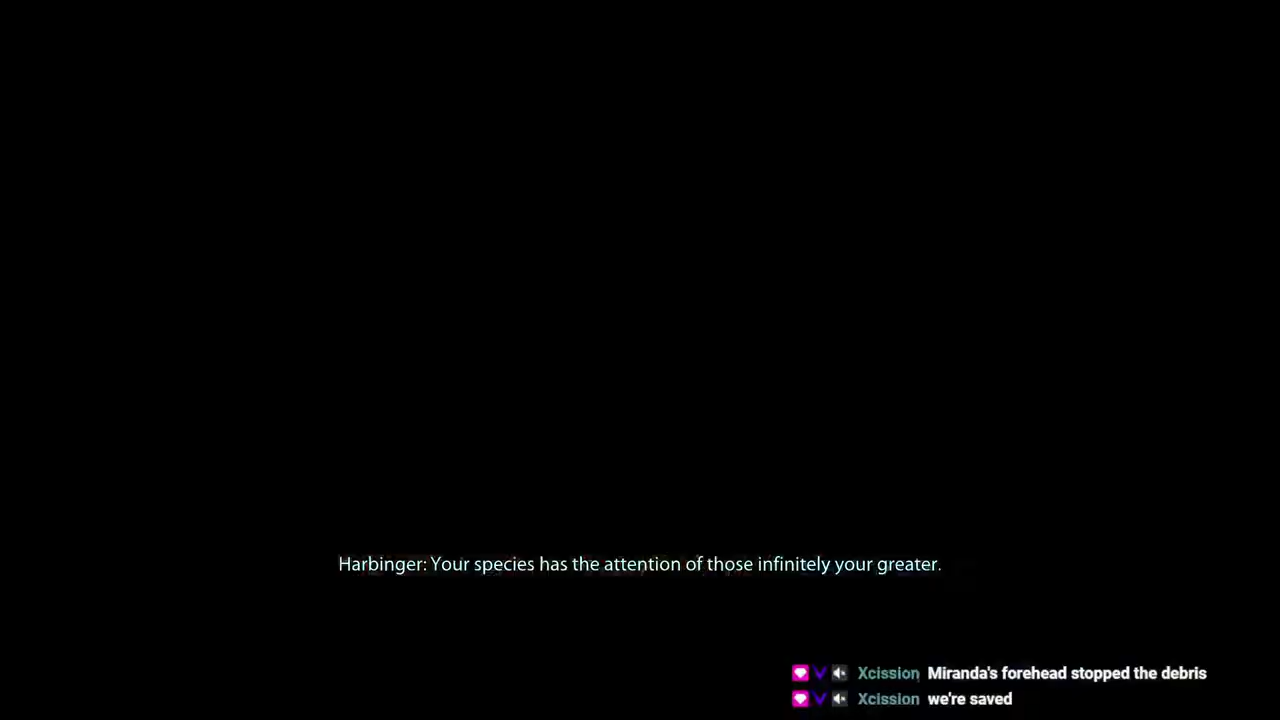 Harbinger: Your species has the attention of those infinitely your greater.
Xcission Miranda's forehead stopped the debris
Xcission we're saved